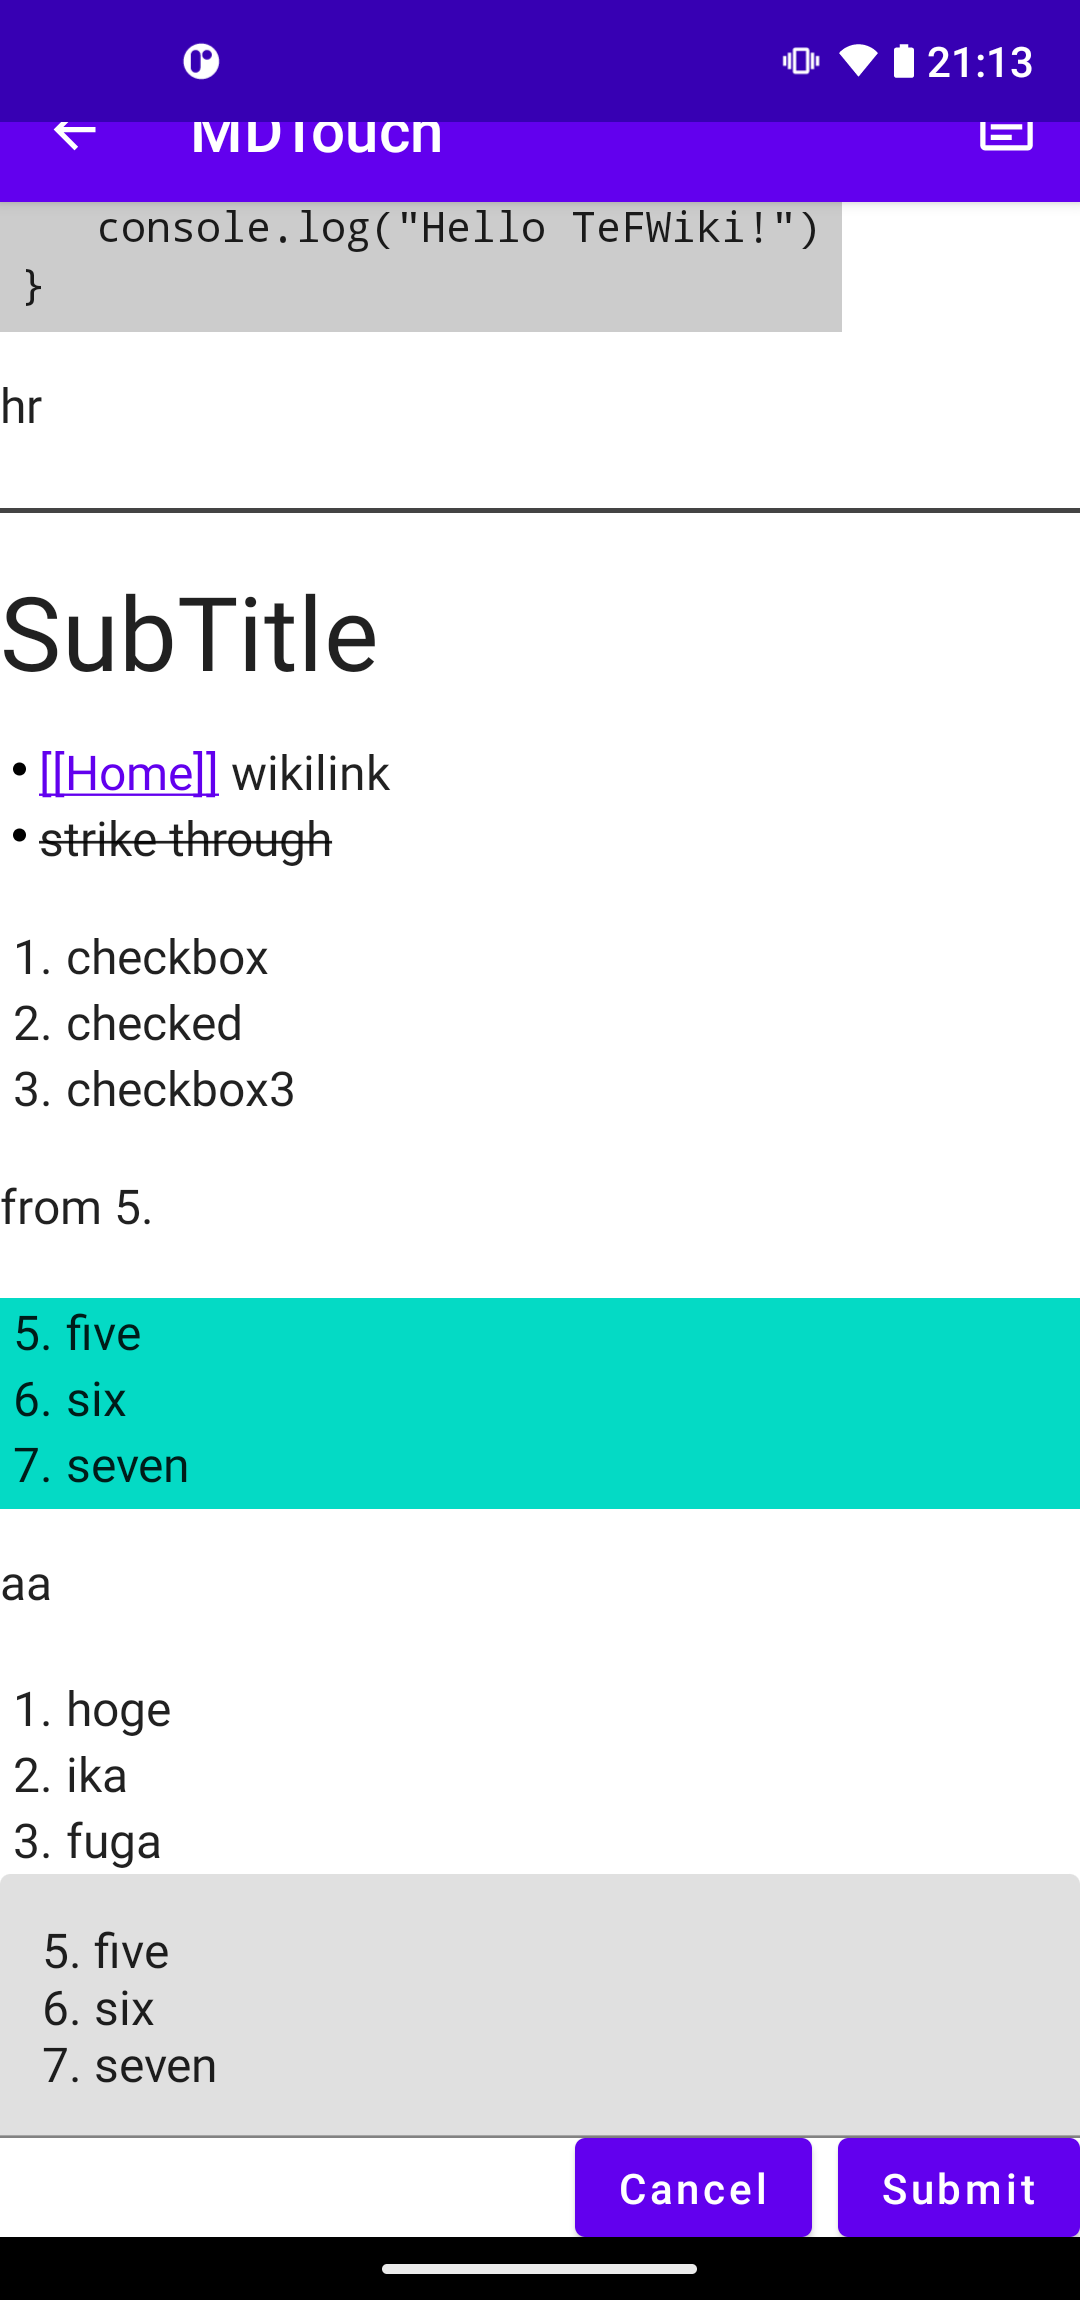 21:13
MDTouch
console.log("Hello TeFWiki!")
}
hr
SubTitle
• [[Home]] wikilink
• strike through
1. checkbox
2. checked
3. checkbox3
from 5.
5. five
6. six
7. seven
aa
1. hoge
2. ika
3. fuga
5. five
6. six
7. seven
Cancel Submit